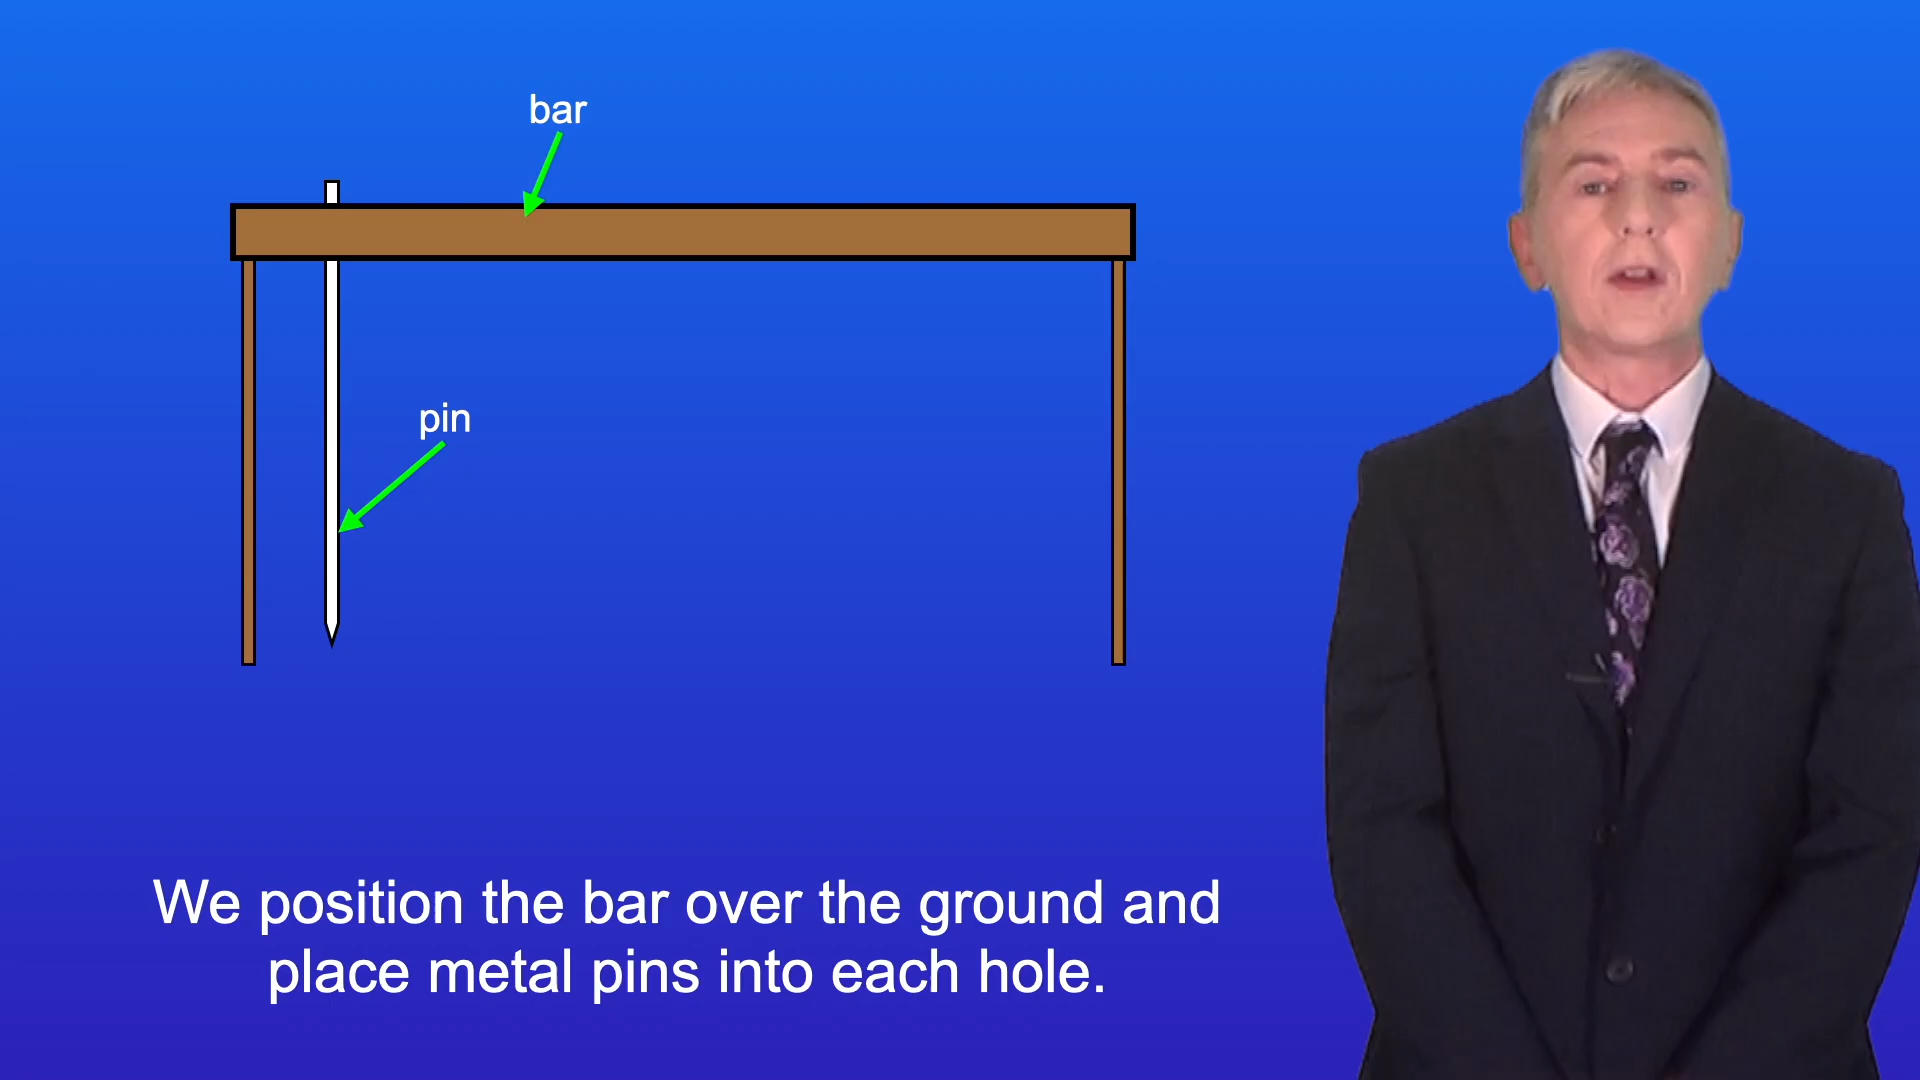 bar
pin
We position the bar over the ground and
place metal pins into each hole.